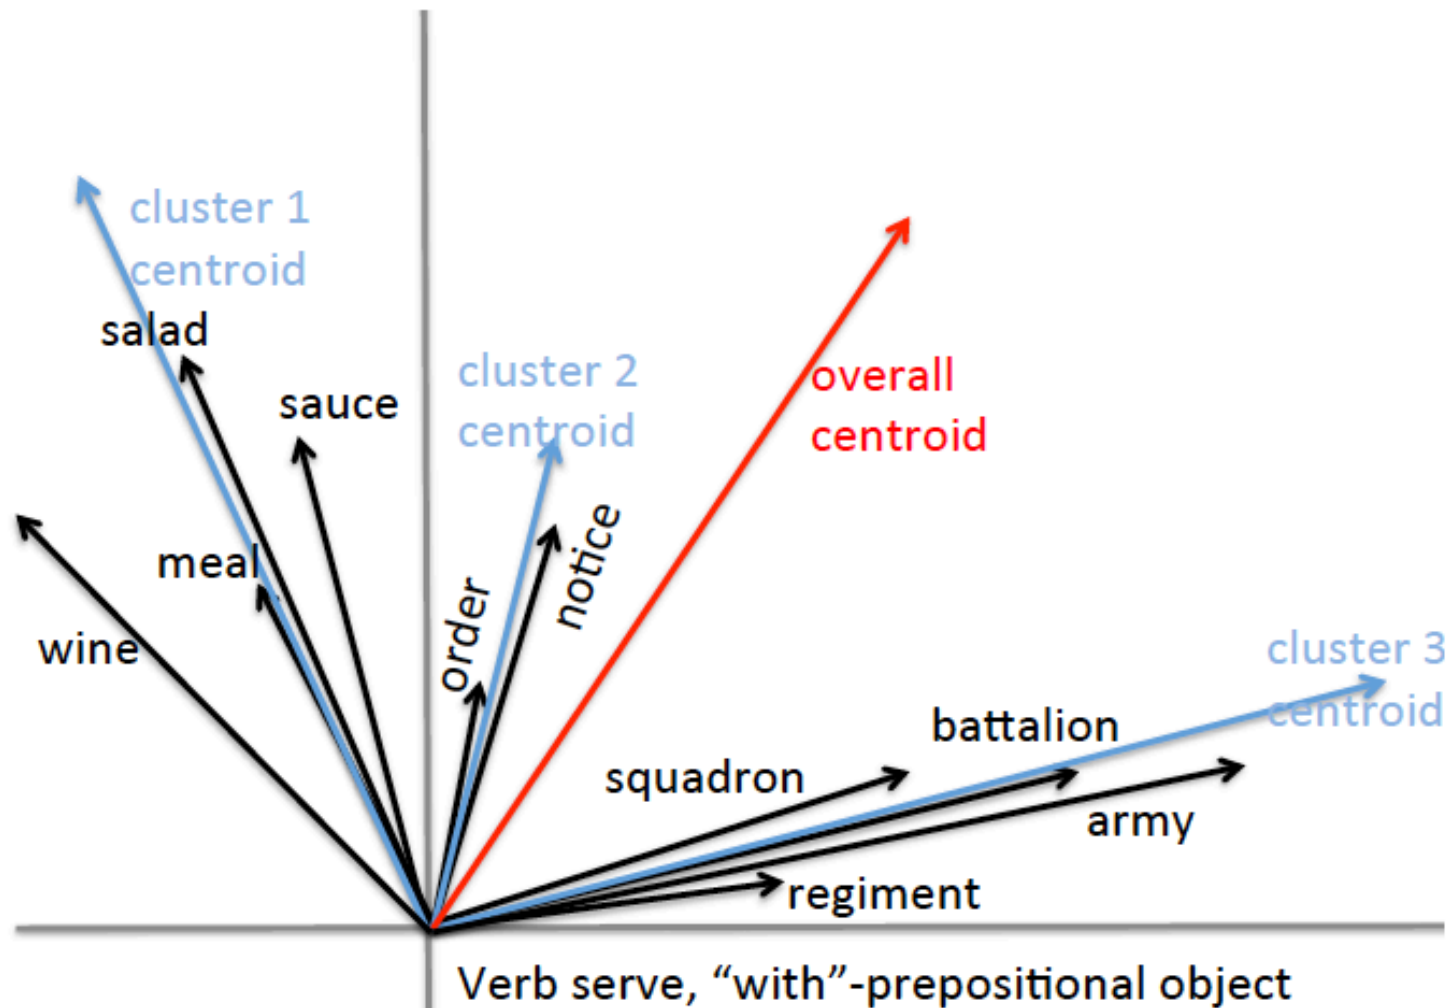 cluster 1
centroid
salad
sauce
cluster 2
centroid
overall
centroid
meal
notice
order
wine
cluster 3
centroid
battalion
squadron
army
regiment
Verb serve, “with”-prepositional object